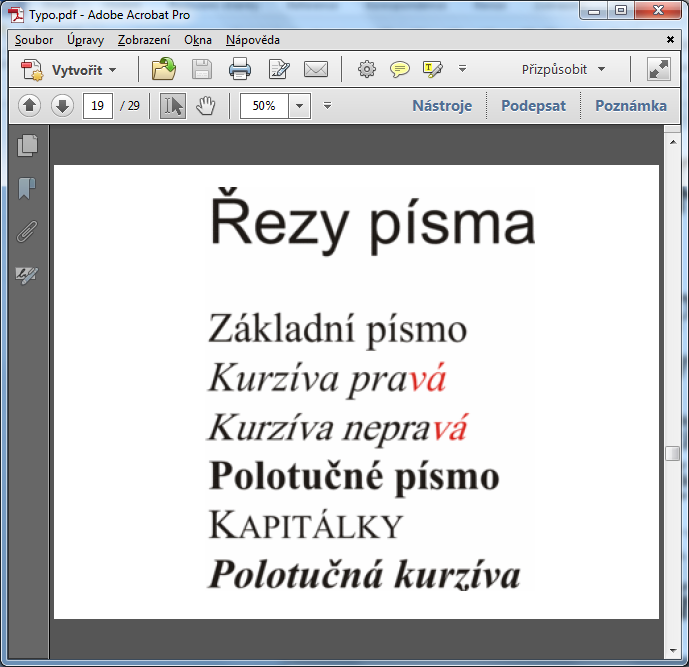 Typo.pdf - Adobe Acrobat Pro
Soubor Úpravy Zobrazení Okna Nápověda
Vytvořit Přizpůsobit
19 / 29 50% Nástroje Podepsat Poznámka
Řezy písma
Základní písmo
Kurzíva pravá
Kurzíva nepravá
Polotučné písmo
KAPITÁLKY
Polotučná kurzíva